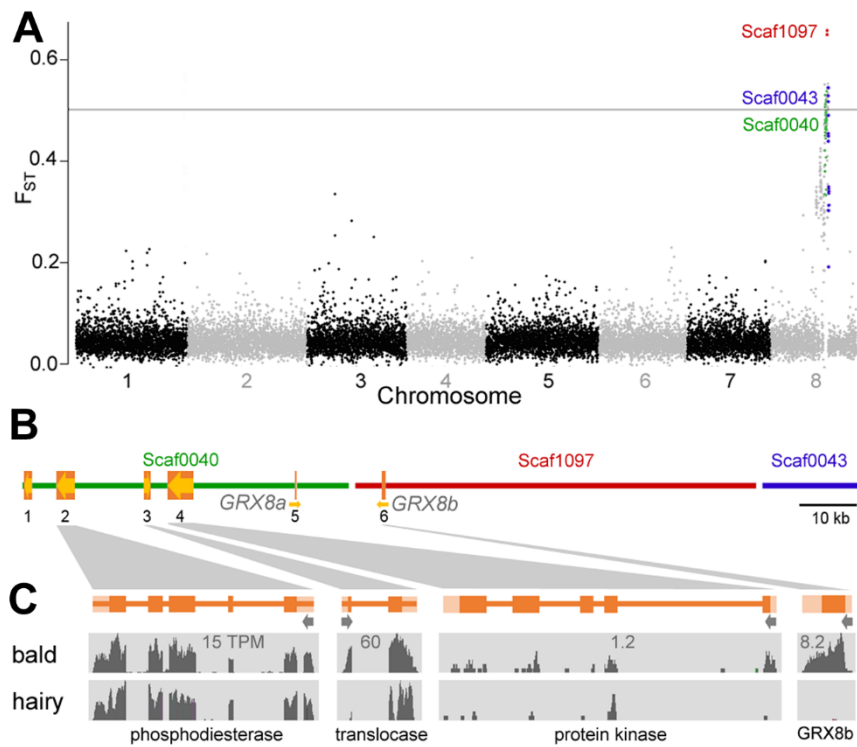 A
0.6
0.4
0.2
0.0
FST
Scaf1097
Scaf0043
Scaf0040
1 2 3 4 5 6 7 8
Chromosome
B
Scaf0040 Scaf1097 Scaf0043
GRX8a GRX8b
1 2 3 4 5 6
10 kb
C
bald 15 TPM 60 1.2 8.2
hairy
phosphodiesterase translocase protein kinase GRX8b